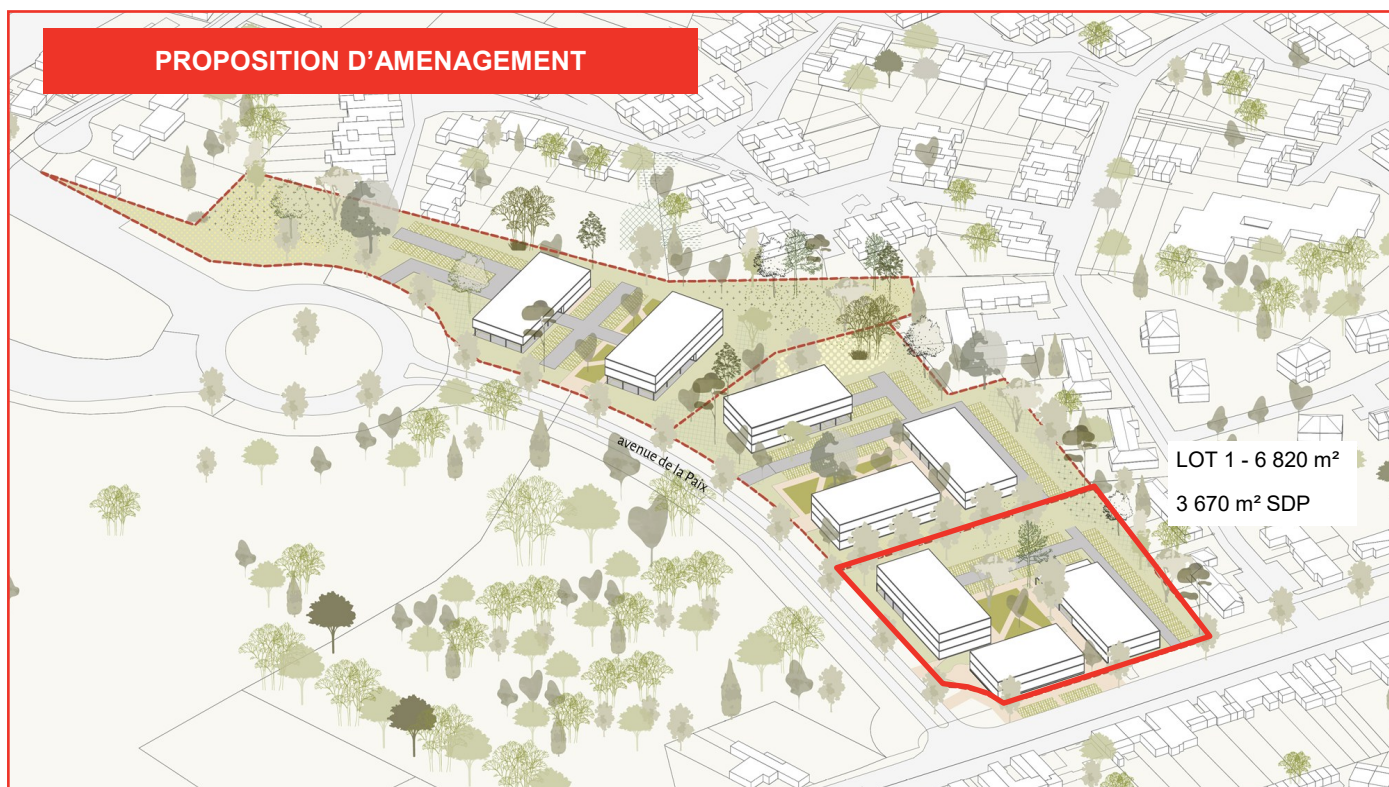 PROPOSITION D’AMENAGEMENT
avenue de la Paix
LOT 1 - 6 820 m²
3 670 m² SDP